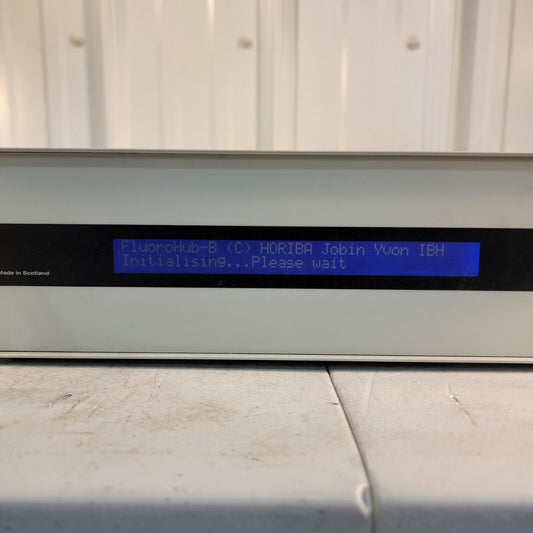 FluoroHub-B (C) HORIBA Jobin Yvon IBH
Initialising...Please wait
Made in Scotland